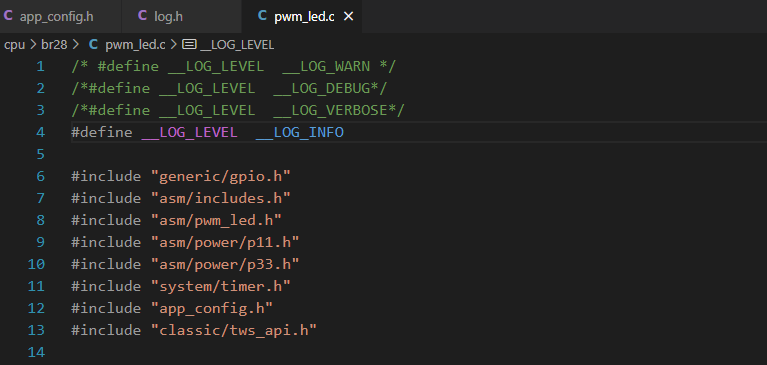 app_config.h log.h pwm_led.c
cpu > br28 > pwm_led.c > __LOG_LEVEL
1 /* #define __LOG_LEVEL  __LOG_WARN */
2 /*#define __LOG_LEVEL  __LOG_DEBUG*/
3 /*#define __LOG_LEVEL  __LOG_VERBOSE*/
4 #define __LOG_LEVEL  __LOG_INFO
5
6 #include "generic/gpio.h"
7 #include "asm/includes.h"
8 #include "asm/pwm_led.h"
9 #include "asm/power/p11.h"
10 #include "asm/power/p33.h"
11 #include "system/timer.h"
12 #include "app_config.h"
13 #include "classic/tws_api.h"
14